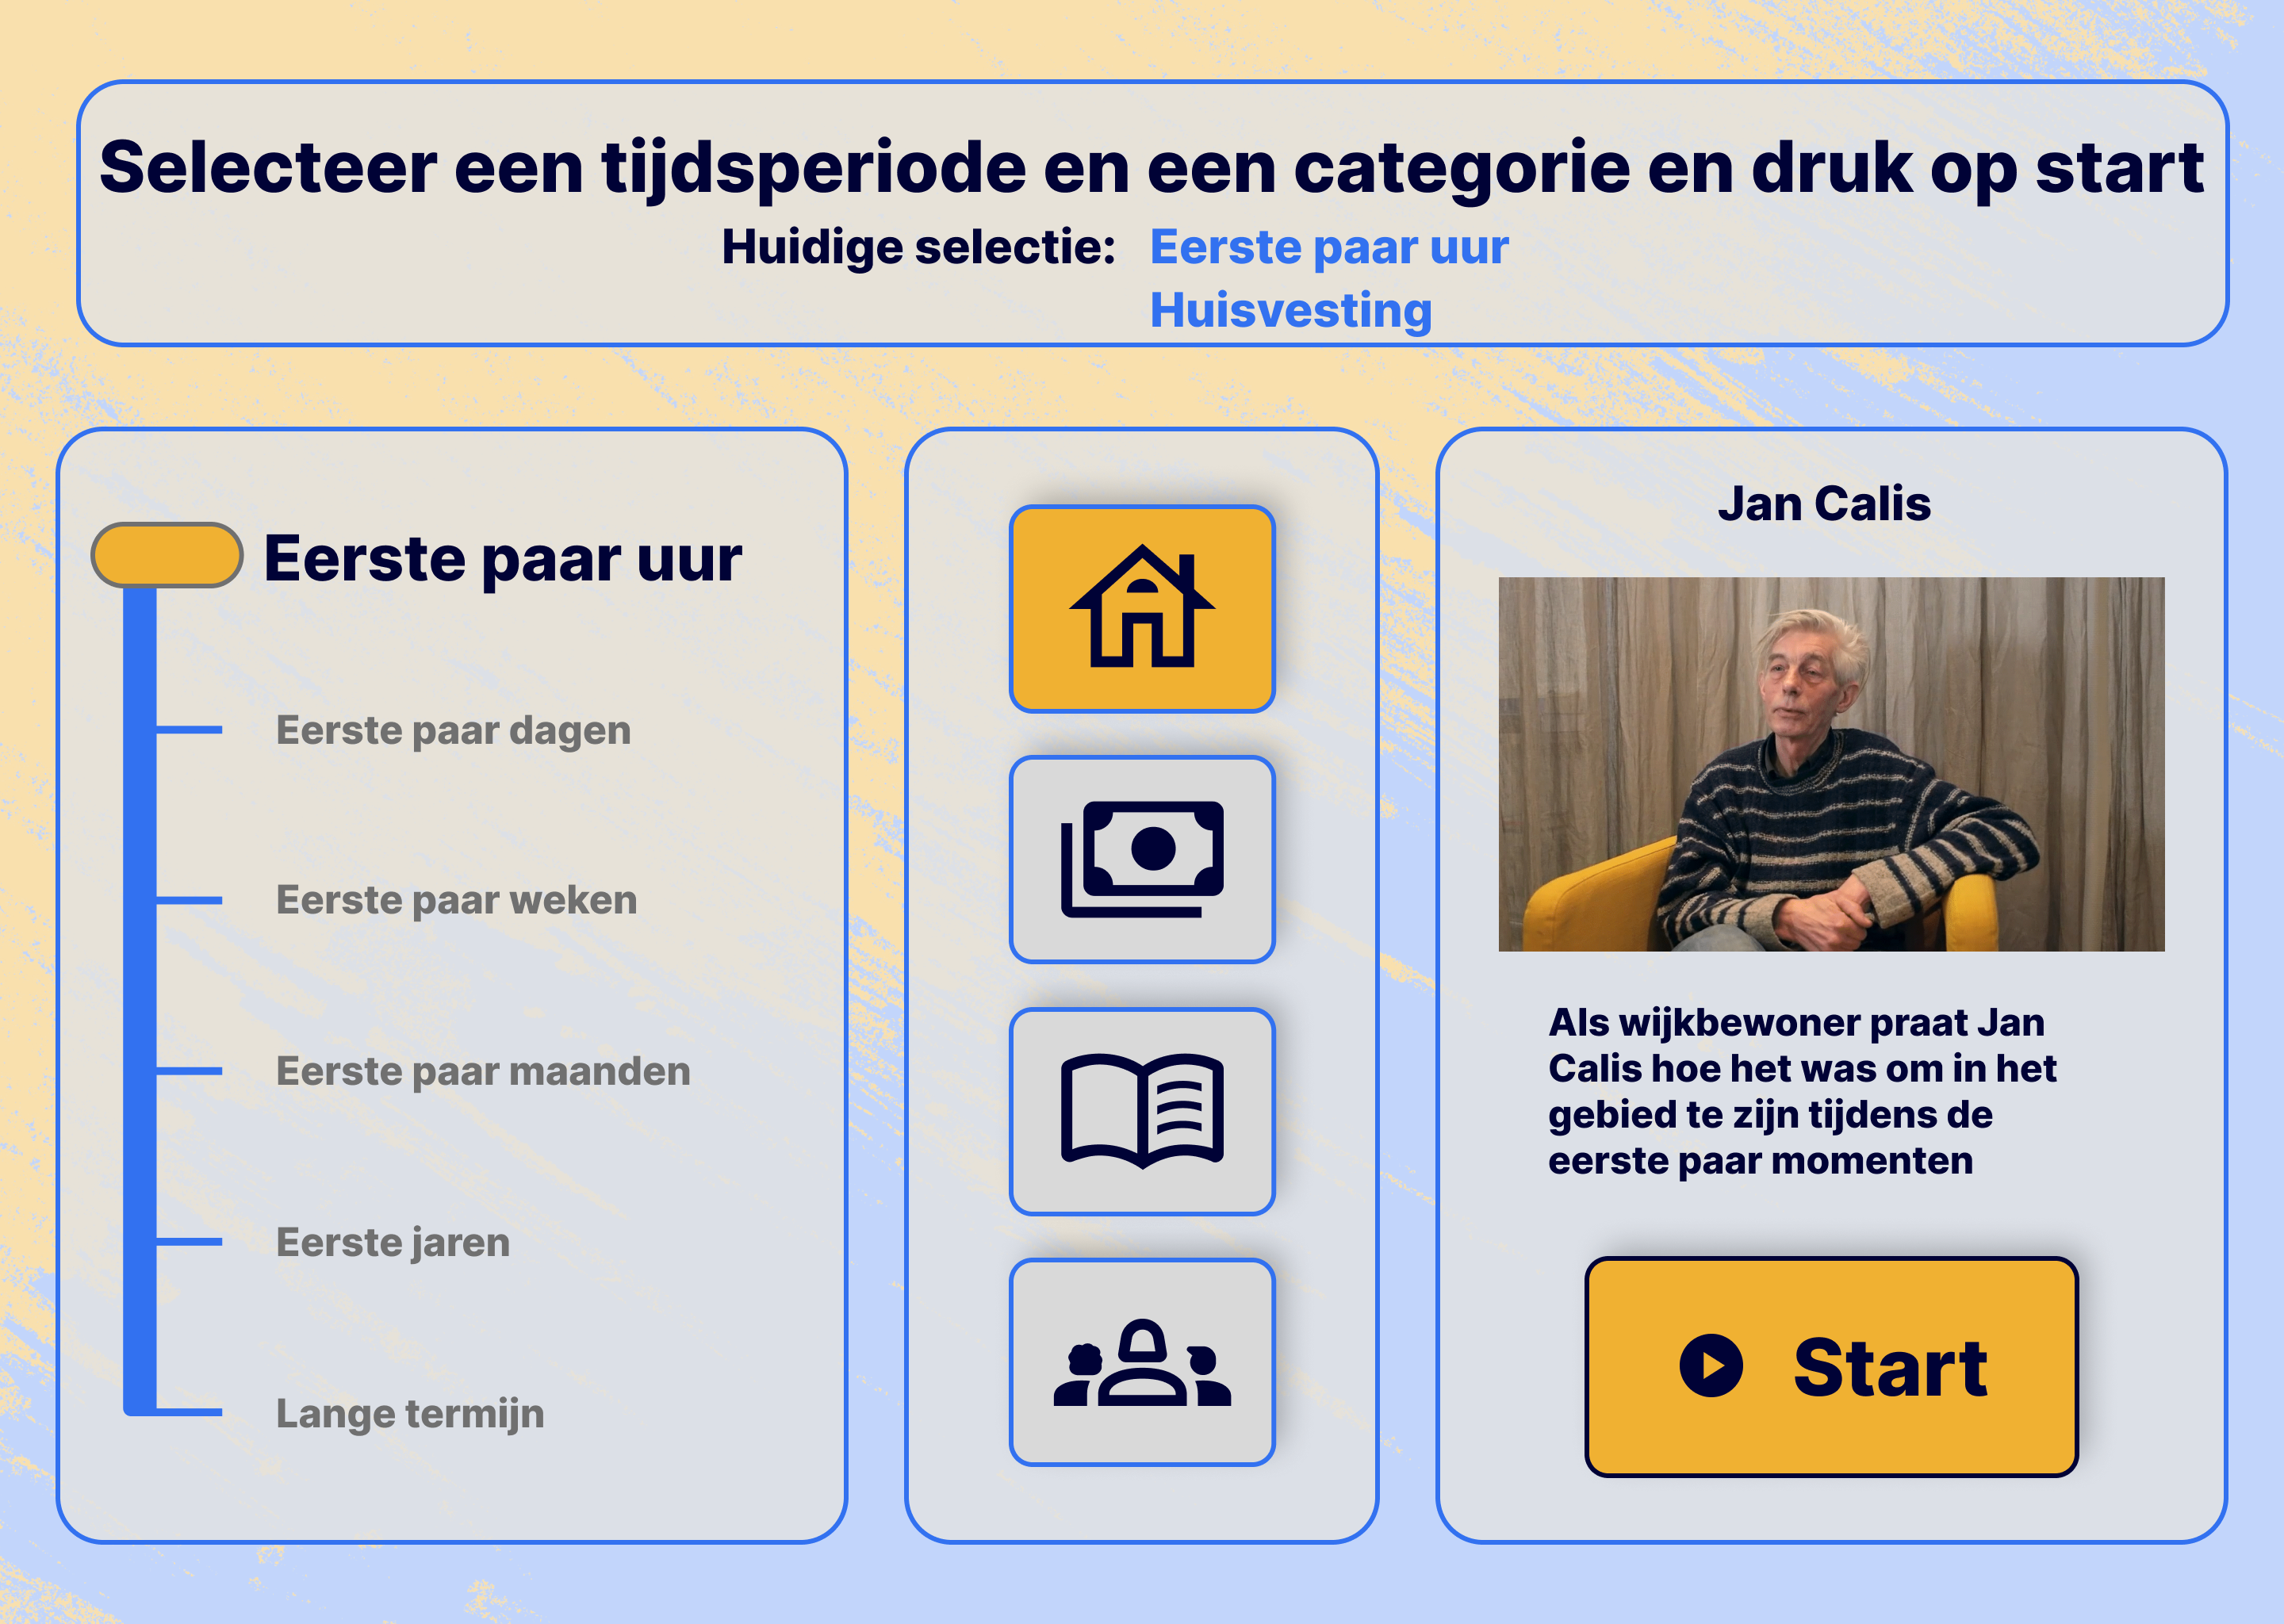 Selecteer een tijdsperiode en een categorie en druk op start
Huidige selectie: Eerste paar uur
Huisvesting
Eerste paar uur
Eerste paar dagen
Eerste paar weken
Eerste paar maanden
Eerste jaren
Lange termijn
Jan Calis
Als wijkbewoner praat Jan
Calis hoe het was om in het
gebied te zijn tijdens de
eerste paar momenten
Start